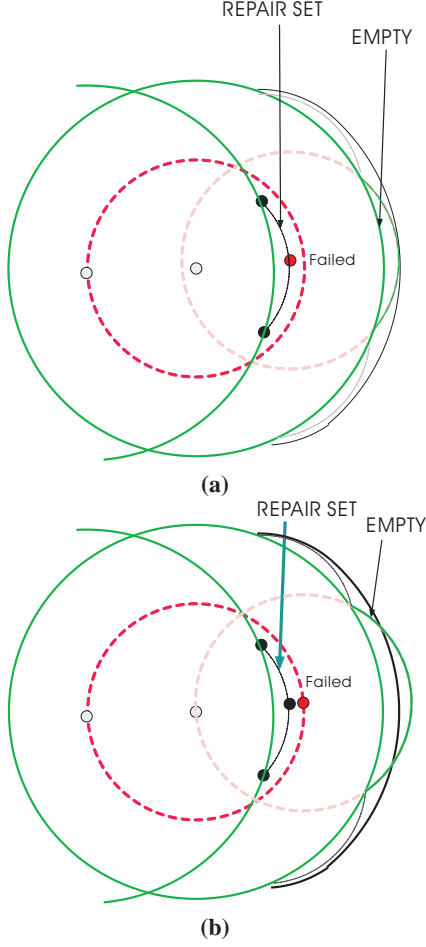 REPAIR SET
EMPTY
Failed
(a)
REPAIR SET
EMPTY
Failed
(b)